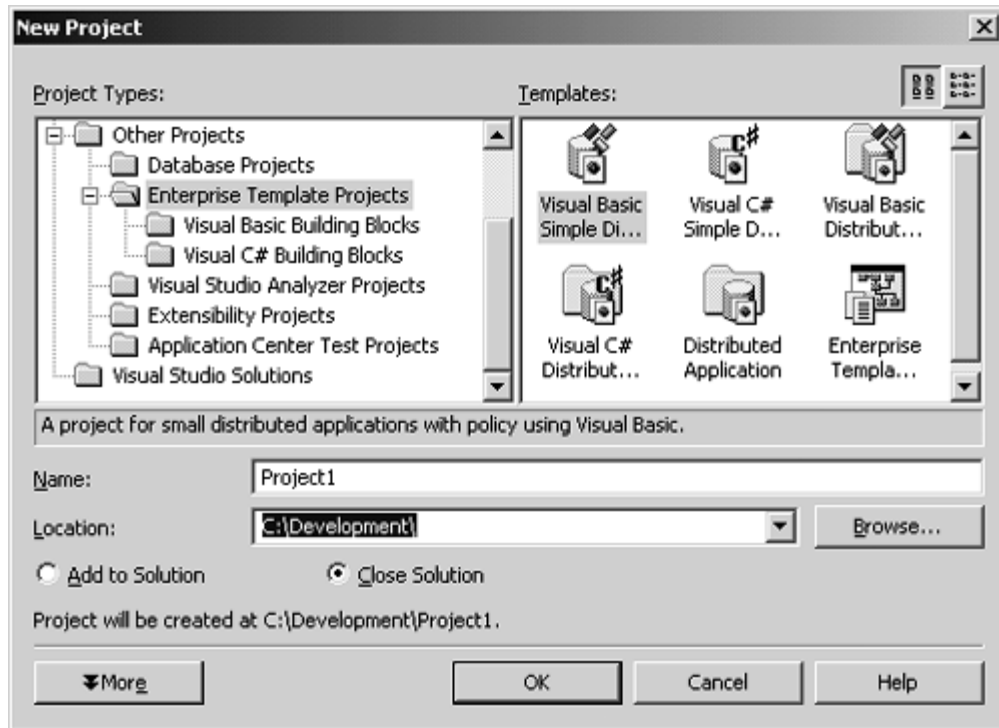 New Project
Project Types:
Templates:
Other Projects
Database Projects
Enterprise Template Projects
Visual Basic Building Blocks
Visual C# Building Blocks
Visual Studio Analyzer Projects
Extensibility Projects
Application Center Test Projects
Visual Studio Solutions
Visual Basic
Simple Di...
Visual C#
Simple D...
Visual Basic
Distribut...
Visual C#
Distribut...
Distributed
Application
Enterprise
Templa...
A project for small distributed applications with policy using Visual Basic.
Name:
Project1
Location:
C:\Development\
Browse...
Add to Solution
Close Solution
Project will be created at C:\Development\Project1.
More
OK
Cancel
Help